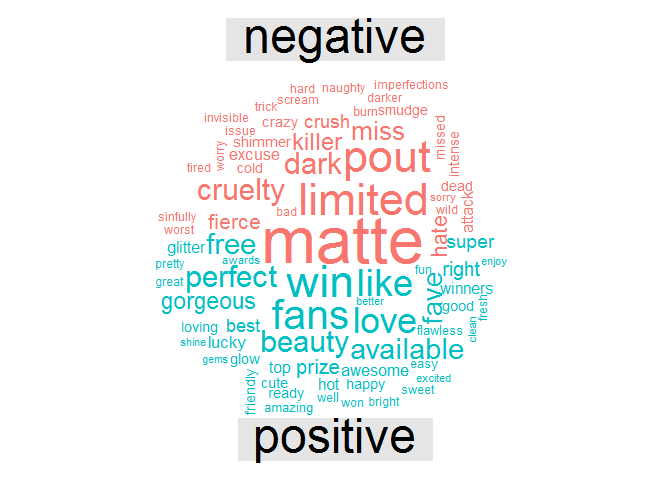 negative
hard naughty imperfections
scream darker
trick burn smudge
invisible crazy crush miss missed
issue shimmer killer pout intense
worry excuse dark
tired cold cruelty limited dead
sorry
bad wild attack
sinfully fierce matte hate
worst
glitter free super
awards
pretty perfect win like fun right enjoy
great
gorgeous better fave winners
fans good fresh
loving best love flawless clean
shine lucky beauty available
gems glow top prize awesome easy
friendly cute hot happy excited
ready well sweet
amazing won bright
positive